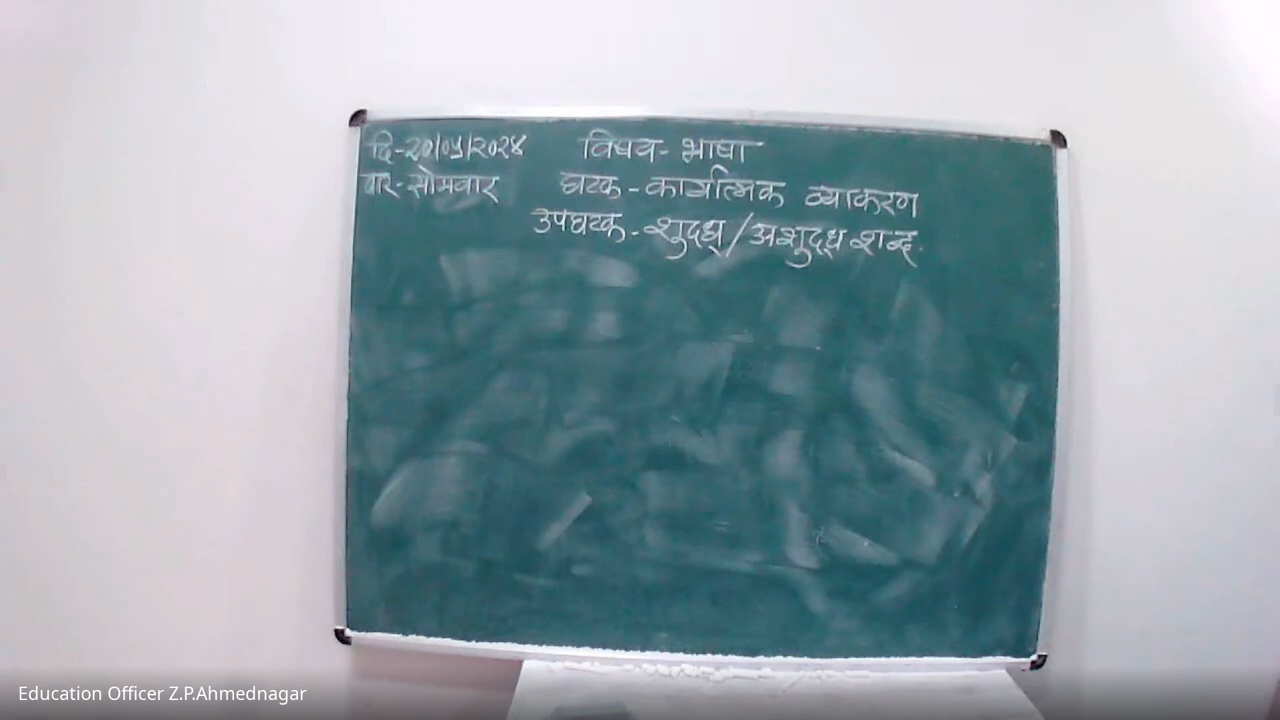 दि-२०/०५/२०२४
वार-सोमवार
विषय- भाषा
घटक-कार्यात्मक व्याकरण
उपघटक-शुद्ध/अशुद्ध शब्द.
Education Officer Z.P.Ahmednagar